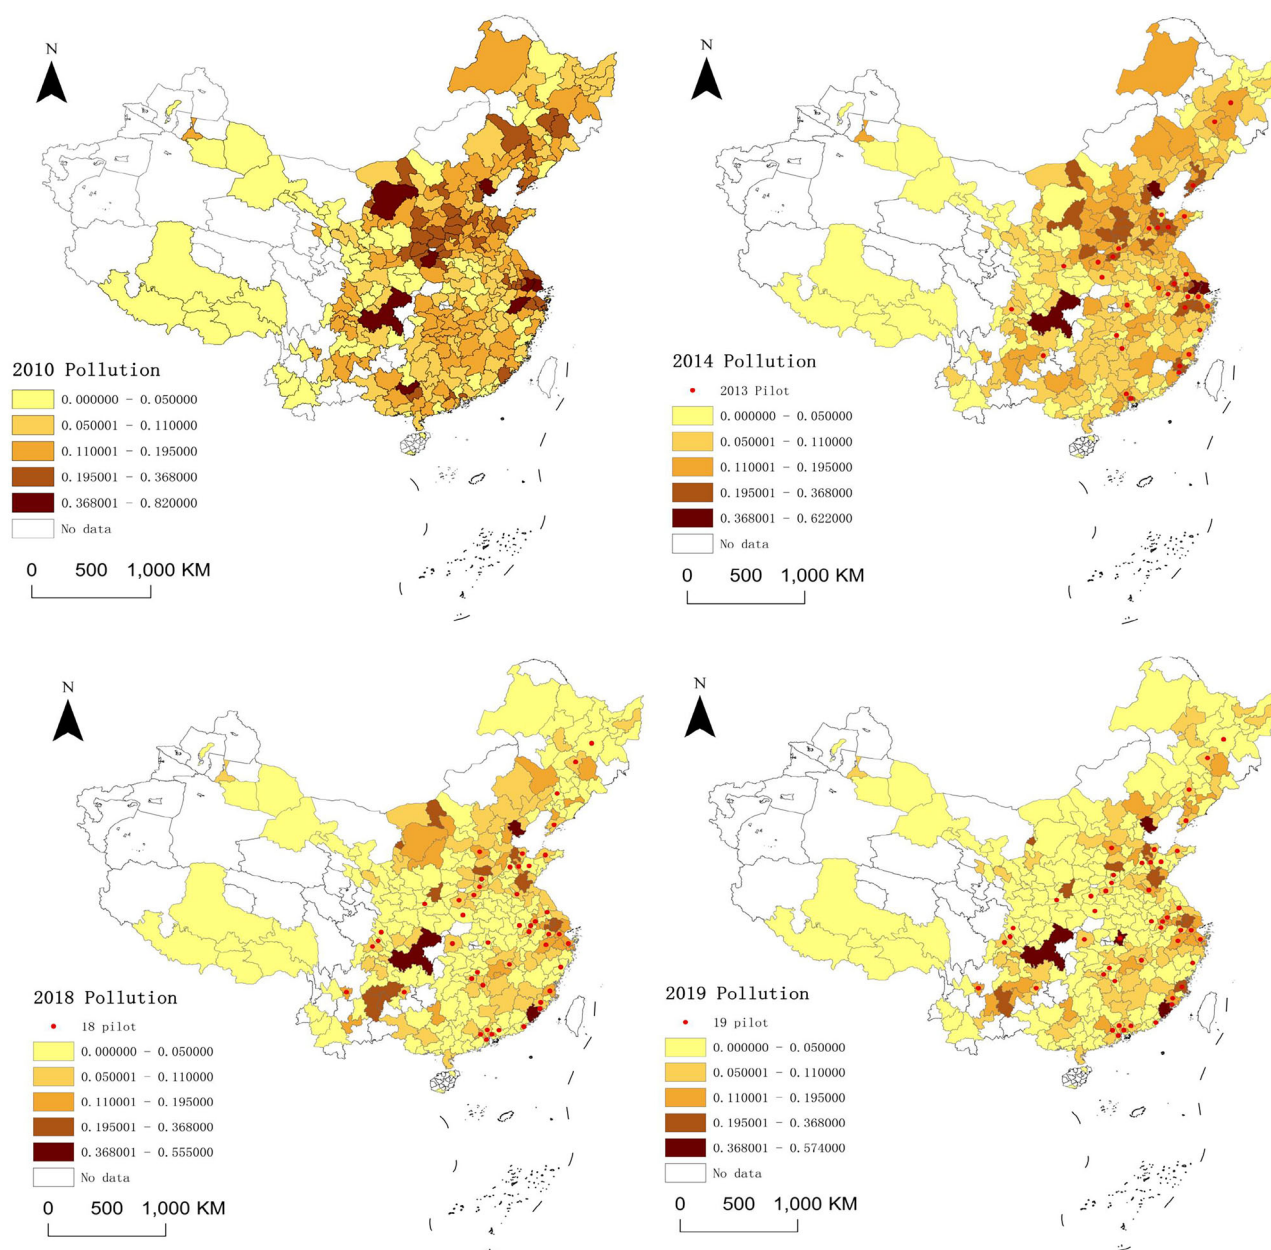 N
2010 Pollution
0.000000 - 0.050000
0.050001 - 0.110000
0.110001 - 0.195000
0.195001 - 0.368000
0.368001 - 0.820000
No data
0 500 1,000 KM
N
2014 Pollution
2013 Pilot
0.000000 - 0.050000
0.050001 - 0.110000
0.110001 - 0.195000
0.195001 - 0.368000
0.368001 - 0.622000
No data
0 500 1,000 KM
N
2018 Pollution
18 pilot
0.000000 - 0.050000
0.050001 - 0.110000
0.110001 - 0.195000
0.195001 - 0.368000
0.368001 - 0.555000
No data
0 500 1,000 KM
N
2019 Pollution
19 pilot
0.000000 - 0.050000
0.050001 - 0.110000
0.110001 - 0.195000
0.195001 - 0.368000
0.368001 - 0.574000
No data
0 500 1,000 KM